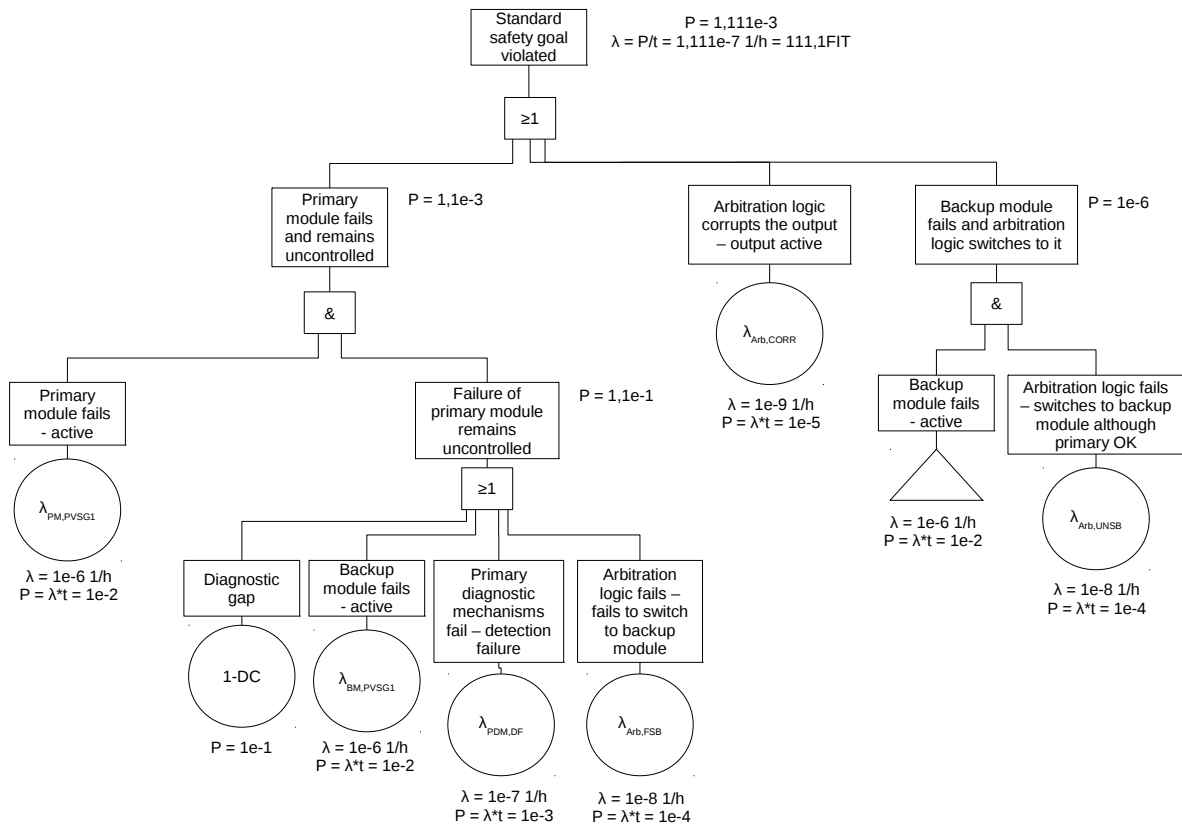 Standard
safety goal
violated
P = 1,111e-3
λ = P/t = 1,111e-7 1/h = 111,1FIT
≥1
Primary
module fails
and remains
uncontrolled
P = 1,1e-3
Arbitration logic
corrupts the output
– output active
Backup module
fails and arbitration
logic switches to it
P = 1e-6
&
λArb,CORR
λ = 1e-9 1/h
P = λ*t = 1e-5
&
Primary
module fails
- active
λPM,PVSG1
λ = 1e-6 1/h
P = λ*t = 1e-2
Failure of
primary module
remains
uncontrolled
P = 1,1e-1
≥1
Backup
module fails
- active
λ = 1e-6 1/h
P = λ*t = 1e-2
Arbitration logic fails
– switches to backup
module although
primary OK
λArb,UNSB
λ = 1e-8 1/h
P = λ*t = 1e-4
Diagnostic
gap
1-DC
P = 1e-1
Backup
module fails
- active
λBM,PVSG1
λ = 1e-6 1/h
P = λ*t = 1e-2
Primary
diagnostic
mechanisms
fail – detection
failure
λPDM,DF
λ = 1e-7 1/h
P = λ*t = 1e-3
Arbitration
logic fails –
fails to switch
to backup
module
λArb,FSB
λ = 1e-8 1/h
P = λ*t = 1e-4